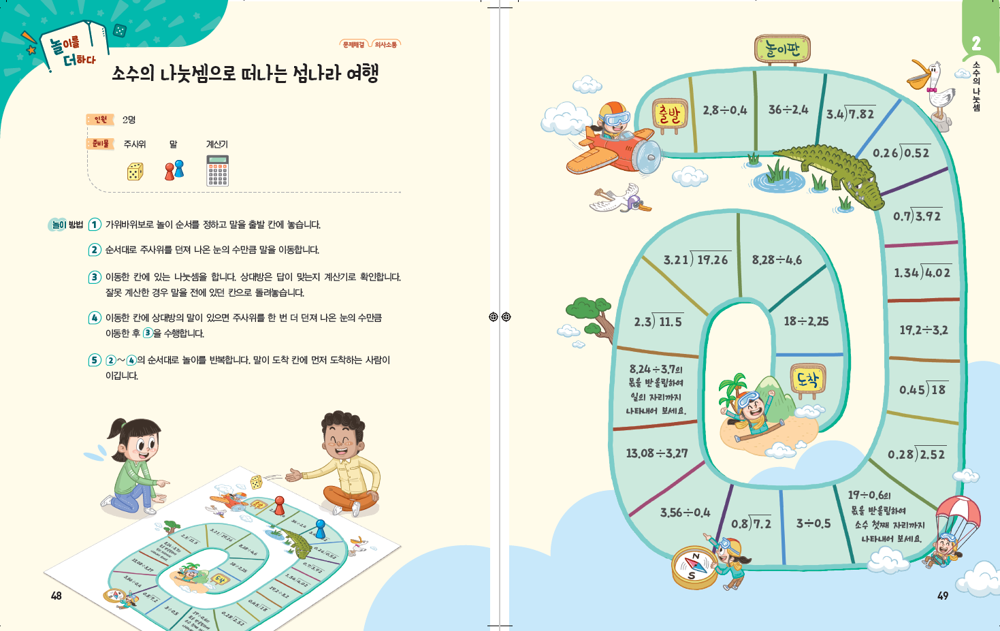 놀이를
더하다
문제해결 의사소통
소수의 나눗셈으로 떠나는 섬나라 여행
인원 2명
준비물 주사위 말 계산기
놀이 방법
1 가위바위보로 놀이 순서를 정하고 말을 출발 칸에 놓습니다.
2 순서대로 주사위를 던져 나온 눈의 수만큼 말을 이동합니다.
3 이동한 칸에 있는 나눗셈을 합니다. 상대방은 답이 맞는지 계산기로 확인합니다.
잘못 계산한 경우 말을 전에 있던 칸으로 돌려놓습니다.
4 이동한 칸에 상대방의 말이 있으면 주사위를 한 번 더 던져 나온 눈의 수만큼
이동한 후 3을 수행합니다.
5 2~4의 순서대로 놀이를 반복합니다. 말이 도착 칸에 먼저 도착하는 사람이
이깁니다.
48
놀이판
2
소수의 나눗셈
출발
2.8÷0.4
36÷2.4
3.4)7.82
0.26)0.52
0.7)3.92
1.34)4.02
19.2÷3.2
0.45)18
0.28)2.52
19÷0.6의
몫을 반올림하여
소수 첫째 자리까지
나타내어 보세요.
3÷0.5
0.8)7.2
3.56÷0.4
13.08÷3.27
8.24÷3.7의
몫을 반올림하여
일의 자리까지
나타내어 보세요.
2.3)11.5
3.21)19.26
8.28÷4.6
18÷2.25
도착
N
S
49